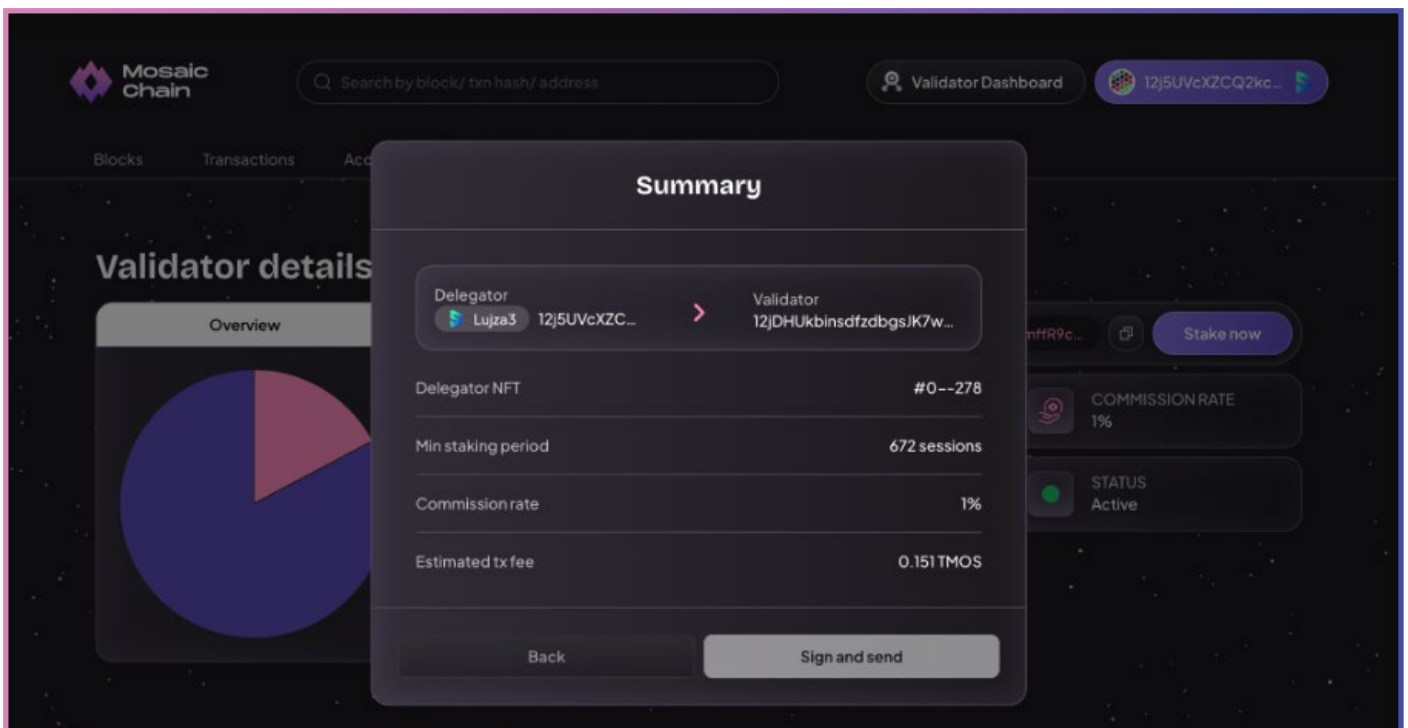 Mosaic
Chain
Search by block/ txn hash/ address
Validator Dashboard
12j5UVcXZCQ2kc...
Blocks
Transactions
Acc
Summary
Validator details
Overview
Delegator
Lujza3 12j5UVcXZC...
Validator
12jDHUkbinsdfzdbgsJK7w...
nffR9c...
Stake now
Delegator NFT
#0--278
COMMISSION RATE
1%
Min staking period
672 sessions
Commission rate
1%
STATUS
Active
Estimated tx fee
0.151 TMOS
Back
Sign and send